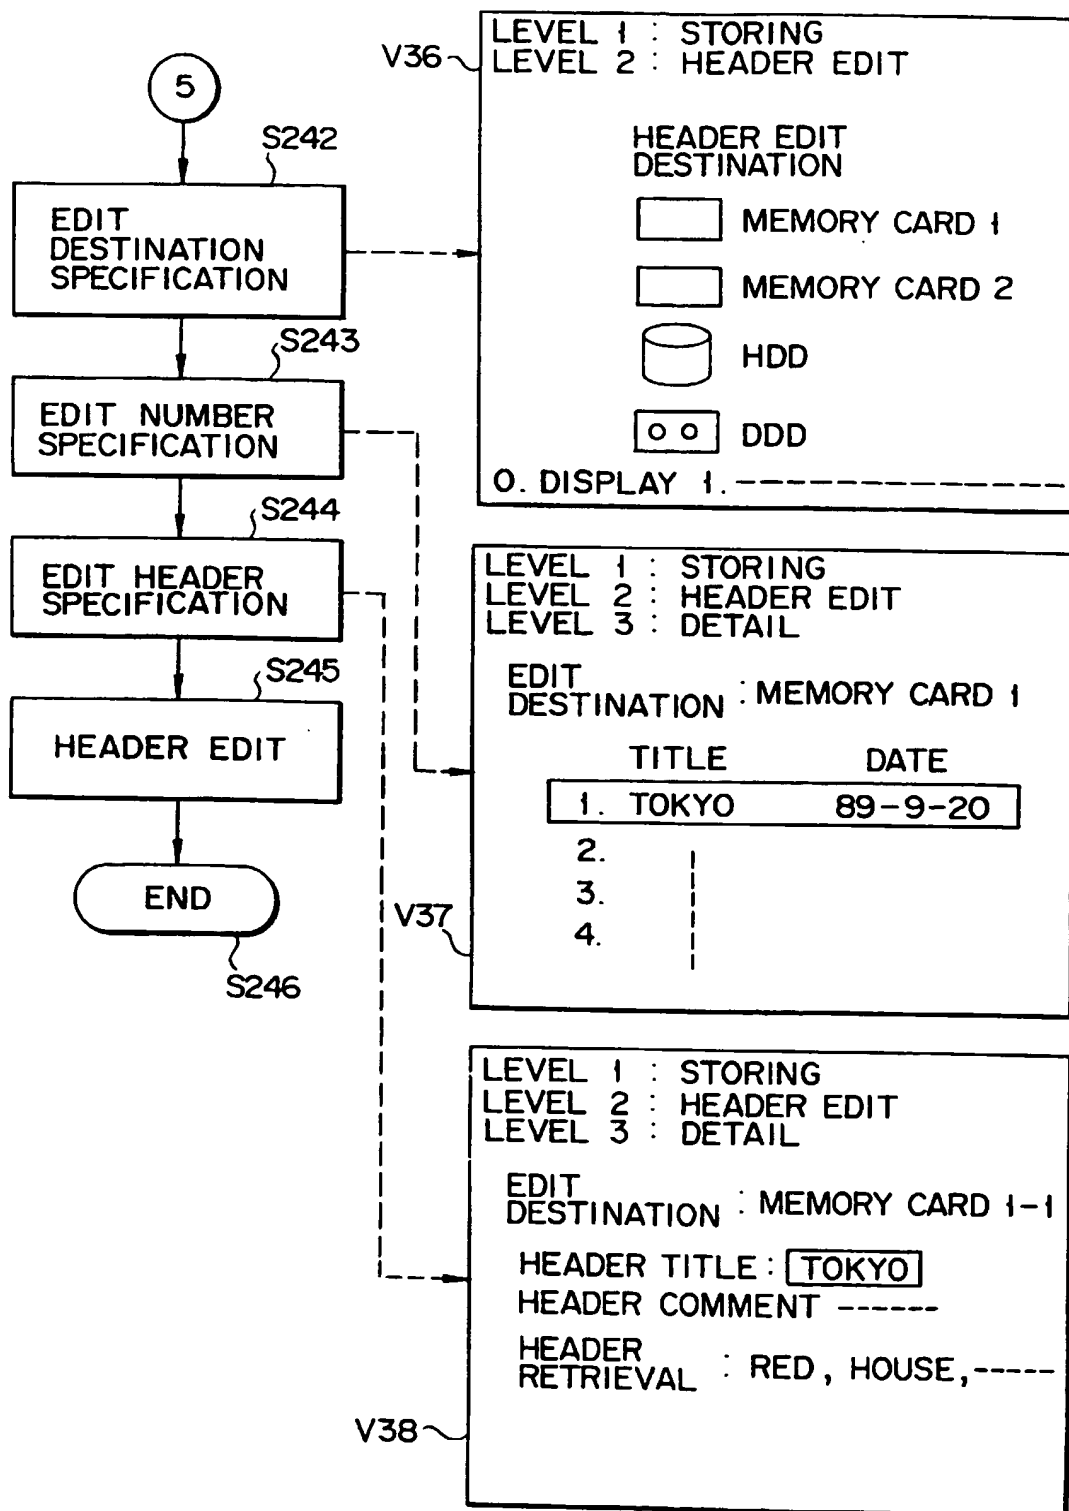 5
S242
EDIT
DESTINATION
SPECIFICATION
S243
EDIT NUMBER
SPECIFICATION
S244
EDIT HEADER
SPECIFICATION
S245
HEADER EDIT
END
S246
V36
LEVEL 1 : STORING
LEVEL 2 : HEADER EDIT
HEADER EDIT
DESTINATION
MEMORY CARD 1
MEMORY CARD 2
HDD
DDD
0. DISPLAY 1. ---------------
V37
LEVEL 1 : STORING
LEVEL 2 : HEADER EDIT
LEVEL 3 : DETAIL
EDIT
DESTINATION : MEMORY CARD 1
TITLE DATE
1. TOKYO 89-9-20
2.
3.
4.
V38
LEVEL 1 : STORING
LEVEL 2 : HEADER EDIT
LEVEL 3 : DETAIL
EDIT
DESTINATION : MEMORY CARD 1-1
HEADER TITLE : TOKYO
HEADER COMMENT ------
HEADER
RETRIEVAL : RED, HOUSE, -----